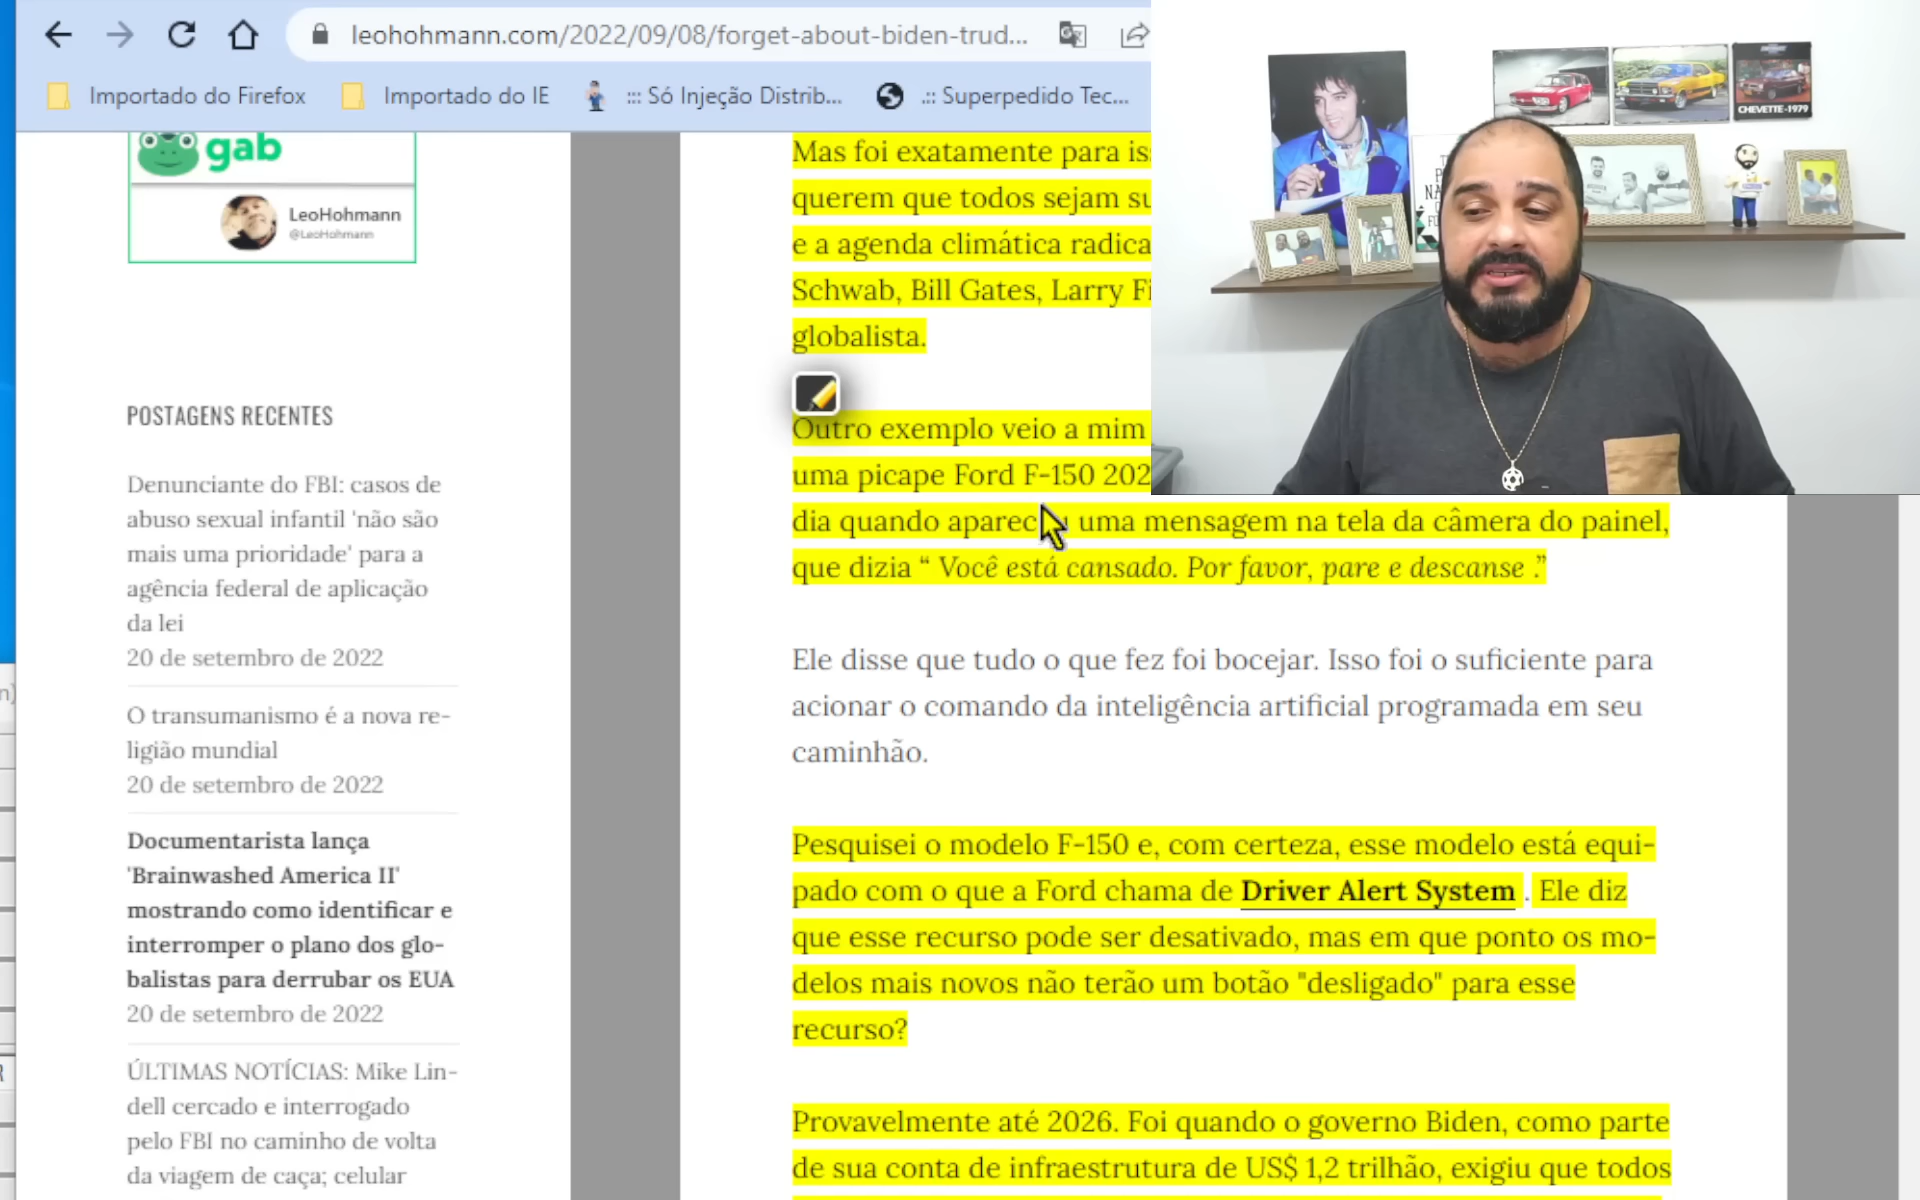 leohohmann.com/2022/09/08/forget-about-biden-trud...
Importado do Firefox
Importado do IE
::: Só Injeção Distrib...
.:: Superpedido Tec...
gab
LeoHohmann
@LeoHohmann
POSTAGENS RECENTES
Denunciante do FBI: casos de
abuso sexual infantil 'não são
mais uma prioridade' para a
agência federal de aplicação
da lei
20 de setembro de 2022
O transumanismo é a nova re-
ligião mundial
20 de setembro de 2022
Documentarista lança
'Brainwashed America II'
mostrando como identificar e
interromper o plano dos glo-
balistas para derrubar os EUA
20 de setembro de 2022
ÚLTIMAS NOTÍCIAS: Mike Lin-
dell cercado e interrogado
pelo FBI no caminho de volta
da viagem de caça; celular
Mas foi exatamente para
querem que todos sejam
e a agenda climática
Schwab, Bill Gates, Larry
globalista.
Outro exemplo veio a mim
uma picape Ford F-150
dia quando uma mensagem na tela da câmera do painel,
que dizia “ Você está cansado. Por favor, pare e descanse .”
Ele disse que tudo o que fez foi bocejar. Isso foi o suficiente para
acionar o comando da inteligência artificial programada em seu
caminhão.
Pesquisei o modelo F-150 e, com certeza, esse modelo está equi-
pado com o que a Ford chama de Driver Alert System . Ele diz
que esse recurso pode ser desativado, mas em que ponto os mo-
delos mais novos não terão um botão "desligado" para esse
recurso?
Provavelmente até 2026. Foi quando o governo Biden, como parte
de sua conta de infraestrutura de US$ 1,2 trilhão, exigiu que todos
CHEVETTE-1979